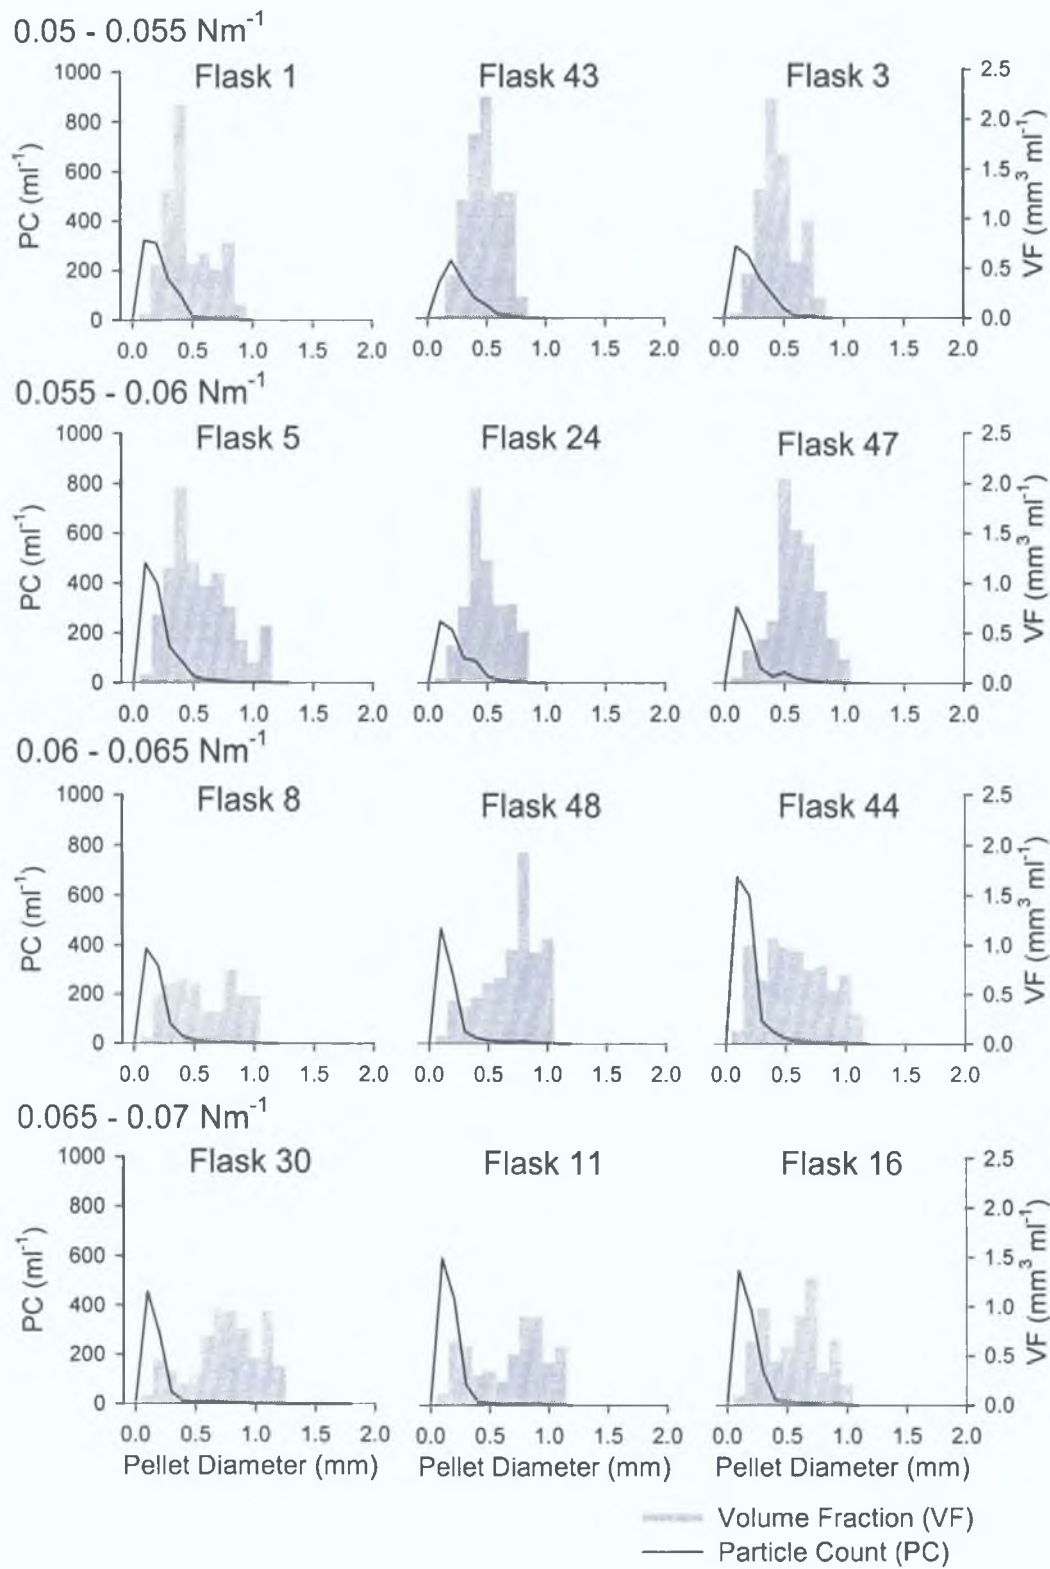 0.05 - 0.055 Nm⁻¹
Flask 1
Flask 43
Flask 3
1000
800
600
400
200
0
PC (ml⁻¹)
2.5
2.0
1.5
1.0
0.5
0.0
VF (mm³ ml⁻¹)
0.0 0.5 1.0 1.5 2.0
0.0 0.5 1.0 1.5 2.0
0.0 0.5 1.0 1.5 2.0
0.055 - 0.06 Nm⁻¹
Flask 5
Flask 24
Flask 47
1000
800
600
400
200
0
PC (ml⁻¹)
2.5
2.0
1.5
1.0
0.5
0.0
VF (mm³ ml⁻¹)
0.0 0.5 1.0 1.5 2.0
0.0 0.5 1.0 1.5 2.0
0.0 0.5 1.0 1.5 2.0
0.06 - 0.065 Nm⁻¹
Flask 8
Flask 48
Flask 44
1000
800
600
400
200
0
PC (ml⁻¹)
2.5
2.0
1.5
1.0
0.5
0.0
VF (mm³ ml⁻¹)
0.0 0.5 1.0 1.5 2.0
0.0 0.5 1.0 1.5 2.0
0.0 0.5 1.0 1.5 2.0
0.065 - 0.07 Nm⁻¹
Flask 30
Flask 11
Flask 16
1000
800
600
400
200
0
PC (ml⁻¹)
2.5
2.0
1.5
1.0
0.5
0.0
VF (mm³ ml⁻¹)
0.0 0.5 1.0 1.5 2.0
0.0 0.5 1.0 1.5 2.0
0.0 0.5 1.0 1.5 2.0
Pellet Diameter (mm)
Pellet Diameter (mm)
Pellet Diameter (mm)
Volume Fraction (VF)
Particle Count (PC)